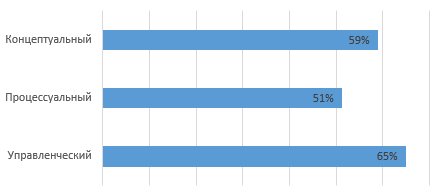 Концептуальный 59%
Процессуальный 51%
Управленческий 65%